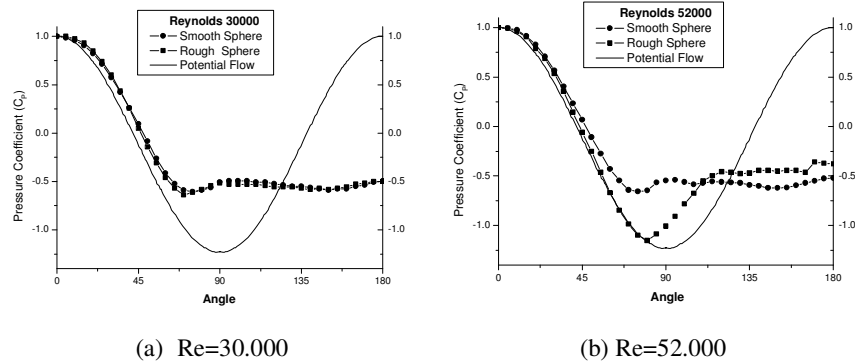 Reynolds 30000
Smooth Sphere
Rough Sphere
Potential Flow
Pressure Coefficient (Cp)
1.0
0.5
0.0
-0.5
-1.0
1.0
0.5
0.0
-0.5
-1.0
0
45
90
135
180
Angle
(a) Re=30.000
Reynolds 52000
Smooth Sphere
Rough Sphere
Potential Flow
Pressure Coefficient (Cp)
1.0
0.5
0.0
-0.5
-1.0
1.0
0.5
0.0
-0.5
-1.0
0
45
90
135
180
Angle
(b) Re=52.000